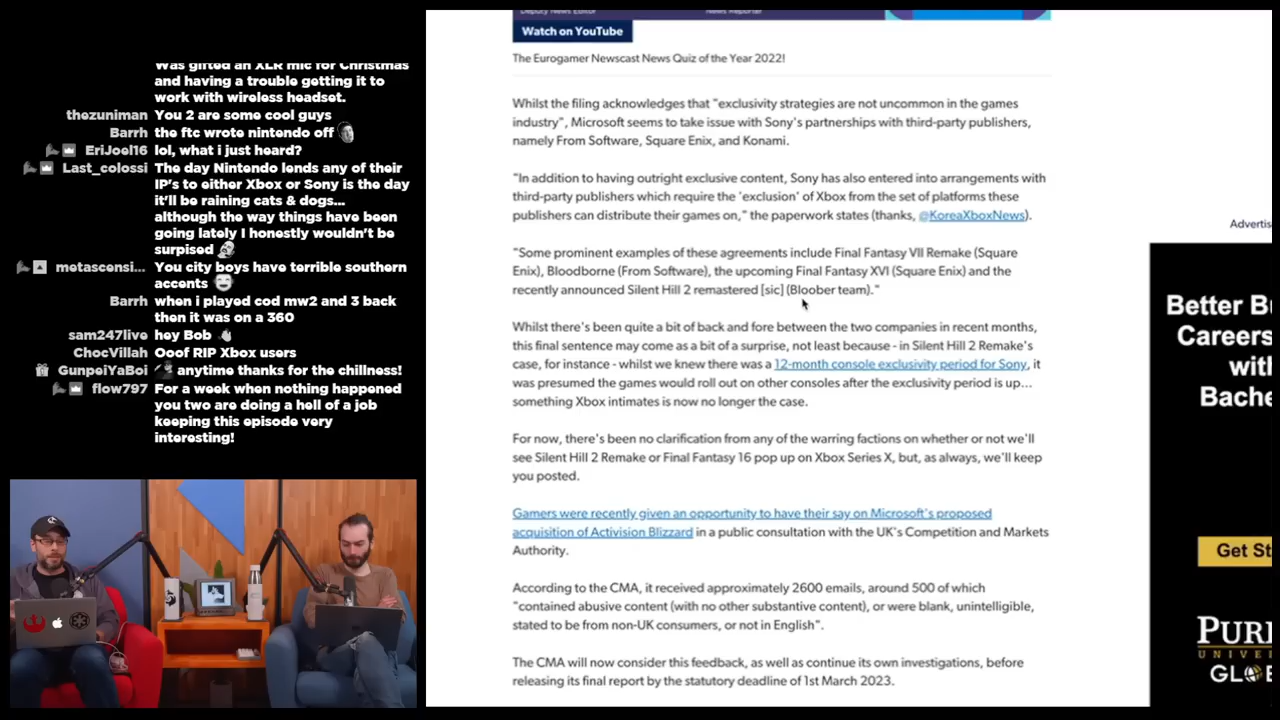 Was gifted an XLR mic for Christmas
and having a trouble getting it to
work with wireless headset.
thezuniman You 2 are some cool guys
Barrh the ftc wrote nintendo off
EriJoel16 lol, what i just heard?
Last_colossi The day Nintendo lends any of their
IP's to either Xbox or Sony is the day
it'll be raining cats & dogs...
although the way things have been
going lately I honestly wouldn't be
surpised
metascensi... You city boys have terrible southern
accents
Barrh when i played cod mw2 and 3 back
then it was on a 360
sam247live hey Bob
ChocVillah Ooof RIP Xbox users
GunpeiYaBoi anytime thanks for the chillness!
flow797 For a week when nothing happened
you two are doing a hell of a job
keeping this episode very
interesting!
Deputy News Editor News Reporter
Watch on YouTube
The Eurogamer Newscast News Quiz of the Year 2022!
Whilst the filing acknowledges that "exclusivity strategies are not uncommon in the games
industry", Microsoft seems to take issue with Sony's partnerships with third-party publishers,
namely From Software, Square Enix, and Konami.
"In addition to having outright exclusive content, Sony has also entered into arrangements with
third-party publishers which require the 'exclusion' of Xbox from the set of platforms these
publishers can distribute their games on," the paperwork states (thanks, @KoreaXboxNews).
"Some prominent examples of these agreements include Final Fantasy VII Remake (Square
Enix), Bloodborne (From Software), the upcoming Final Fantasy XVI (Square Enix) and the
recently announced Silent Hill 2 remastered [sic] (Bloober team)."
Whilst there's been quite a bit of back and fore between the two companies in recent months,
this final sentence may come as a bit of a surprise, not least because - in Silent Hill 2 Remake's
case, for instance - whilst we knew there was a 12-month console exclusivity period for Sony, it
was presumed the games would roll out on other consoles after the exclusivity period is up...
something Xbox intimates is now no longer the case.
For now, there's been no clarification from any of the warring factions on whether or not we'll
see Silent Hill 2 Remake or Final Fantasy 16 pop up on Xbox Series X, but, as always, we'll keep
you posted.
Gamers were recently given an opportunity to have their say on Microsoft's proposed
acquisition of Activision Blizzard in a public consultation with the UK's Competition and Markets
Authority.
According to the CMA, it received approximately 2600 emails, around 500 of which
"contained abusive content (with no other substantive content), or were blank, unintelligible,
stated to be from non-UK consumers, or not in English".
The CMA will now consider this feedback, as well as continue its own investigations, before
releasing its final report by the statutory deadline of 1st March 2023.
Advertis
Better B
Careers
with
Bache
Get St
PUR
UNIVE
GLOB